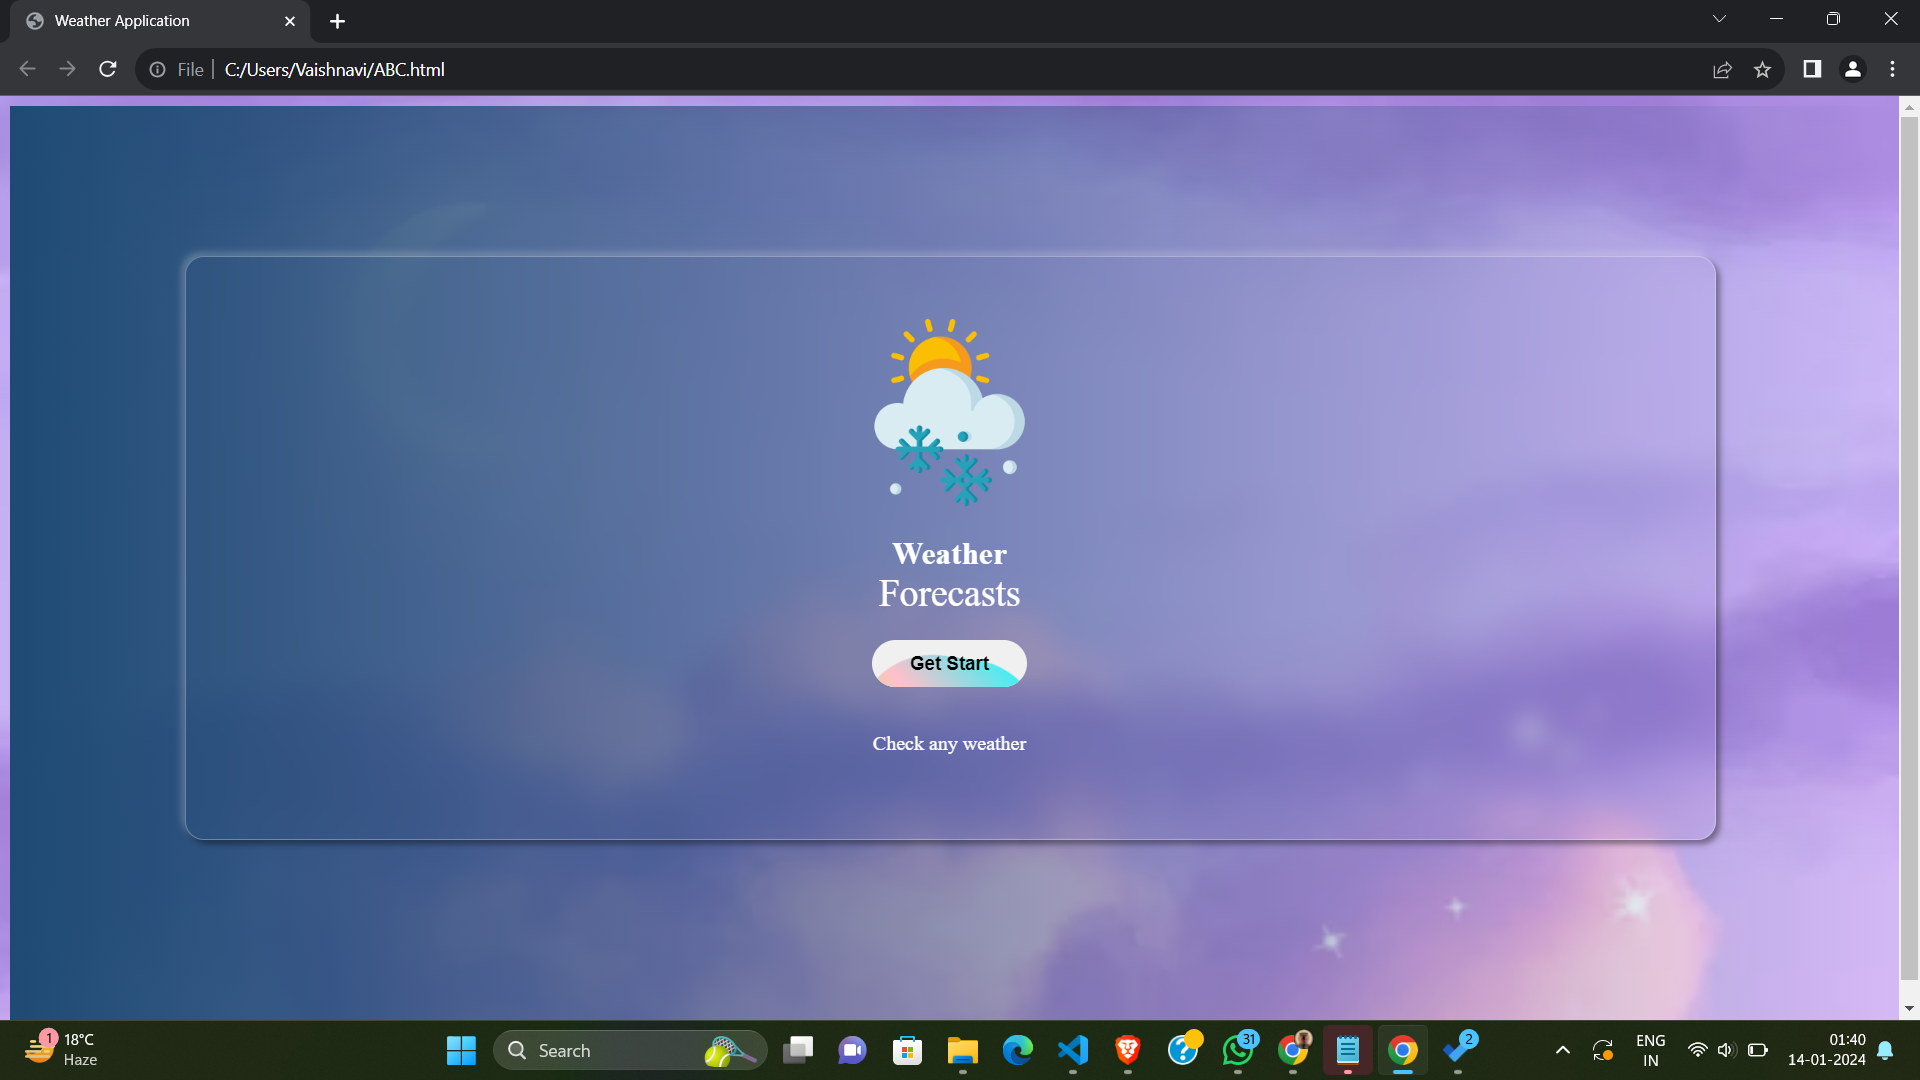 Weather Application
File
C:/Users/Vaishnavi/ABC.html
Weather
Forecasts
Get Start
Check any weather
1
18°C
Haze
Search
31
2
ENG
IN
01:40
14-01-2024